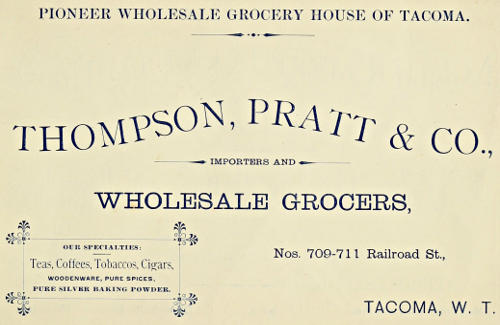 PIONEER WHOLESALE GROCERY HOUSE OF TACOMA.
THOMPSON, PRATT & CO.,
IMPORTERS AND
WHOLESALE GROCERS,
OUR SPECIALTIES:
Teas, Coffees, Tobaccos, Cigars,
WOODENWARE, PURE SPICES,
PURE SILVER BAKING POWDER.
Nos. 709-711 Railroad St.,
TACOMA, W. T.